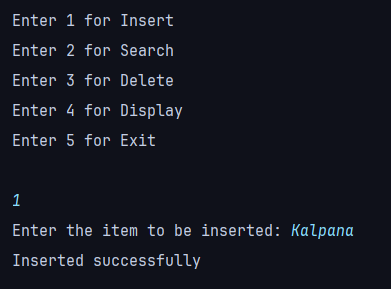 Enter 1 for Insert
Enter 2 for Search
Enter 3 for Delete
Enter 4 for Display
Enter 5 for Exit
1
Enter the item to be inserted: Kalpana
Inserted successfully